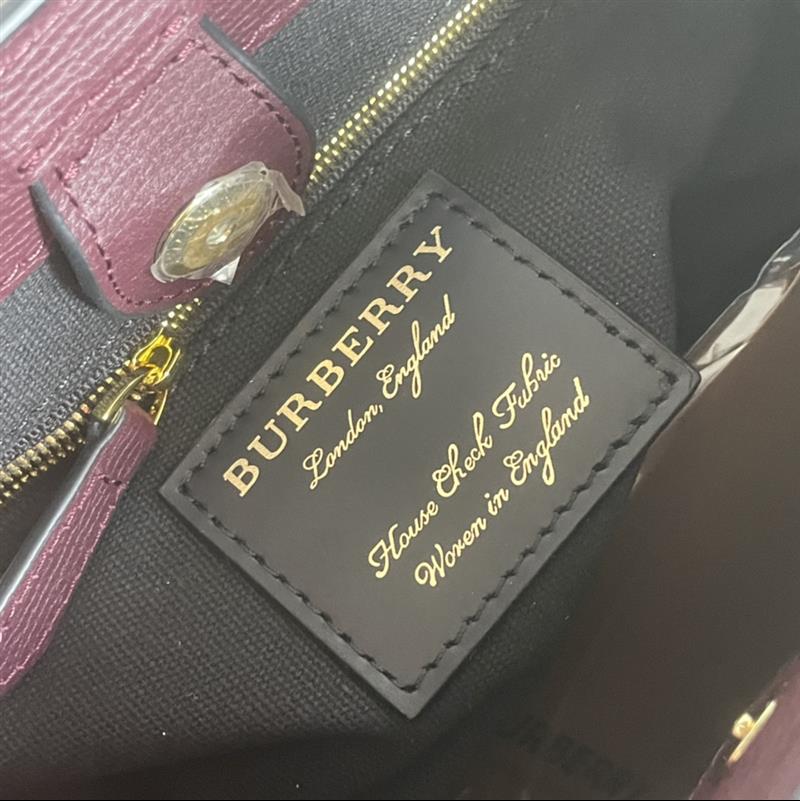 BURBERRY
London, England
House Check Fabric
Woven in England